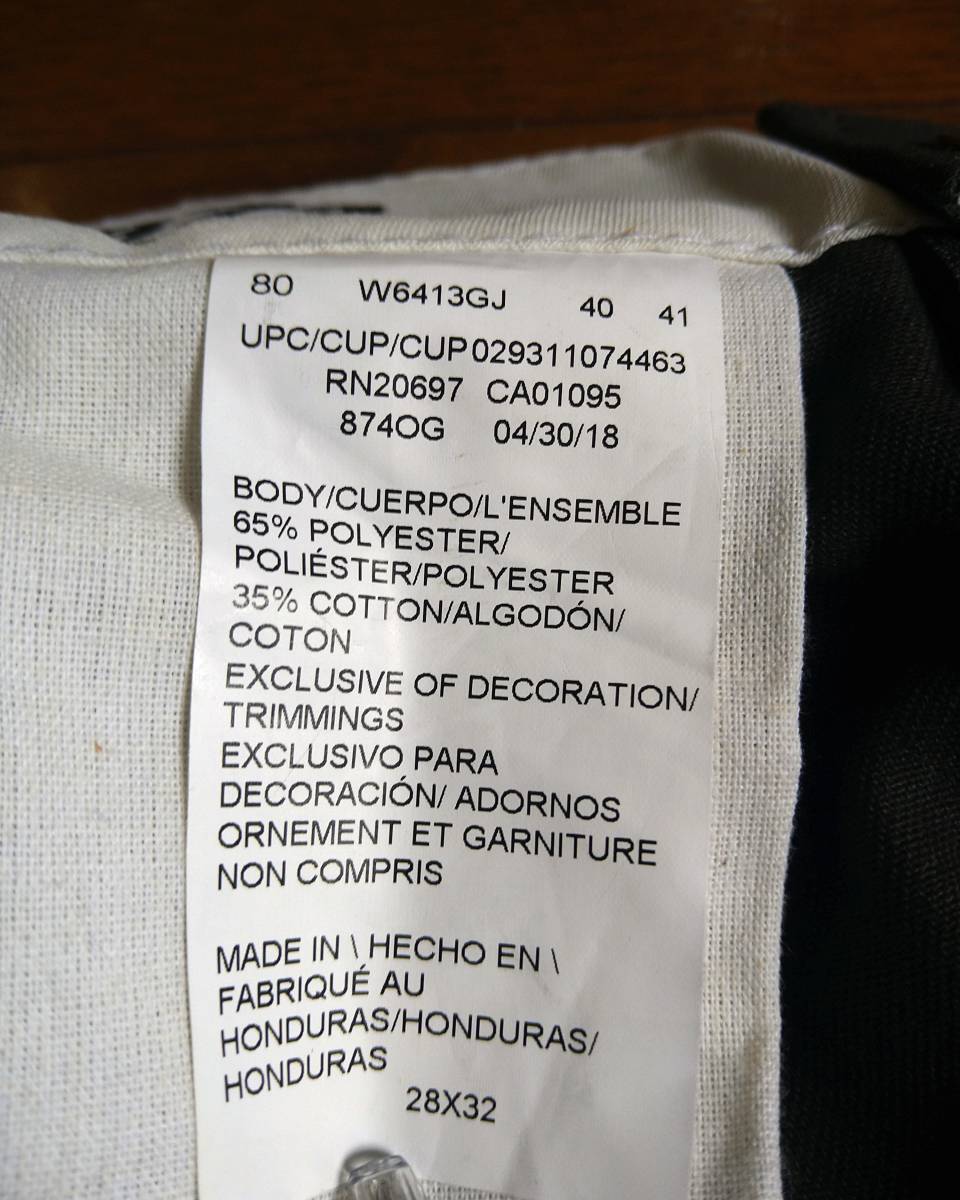 80 W6413GJ 40 41
UPC/CUP/CUP029311074463
RN20697 CA01095
874OG 04/30/18
BODY/CUERPO/L'ENSEMBLE
65% POLYESTER/
POLIÉSTER/POLYESTER
35% COTTON/ALGODÓN/
COTON
EXCLUSIVE OF DECORATION/
TRIMMINGS
EXCLUSIVO PARA
DECORACIÓN/ ADORNOS
ORNEMENT ET GARNITURE
NON COMPRIS
MADE IN \ HECHO EN \
FABRIQUÉ AU
HONDURAS/HONDURAS/
HONDURAS
28X32